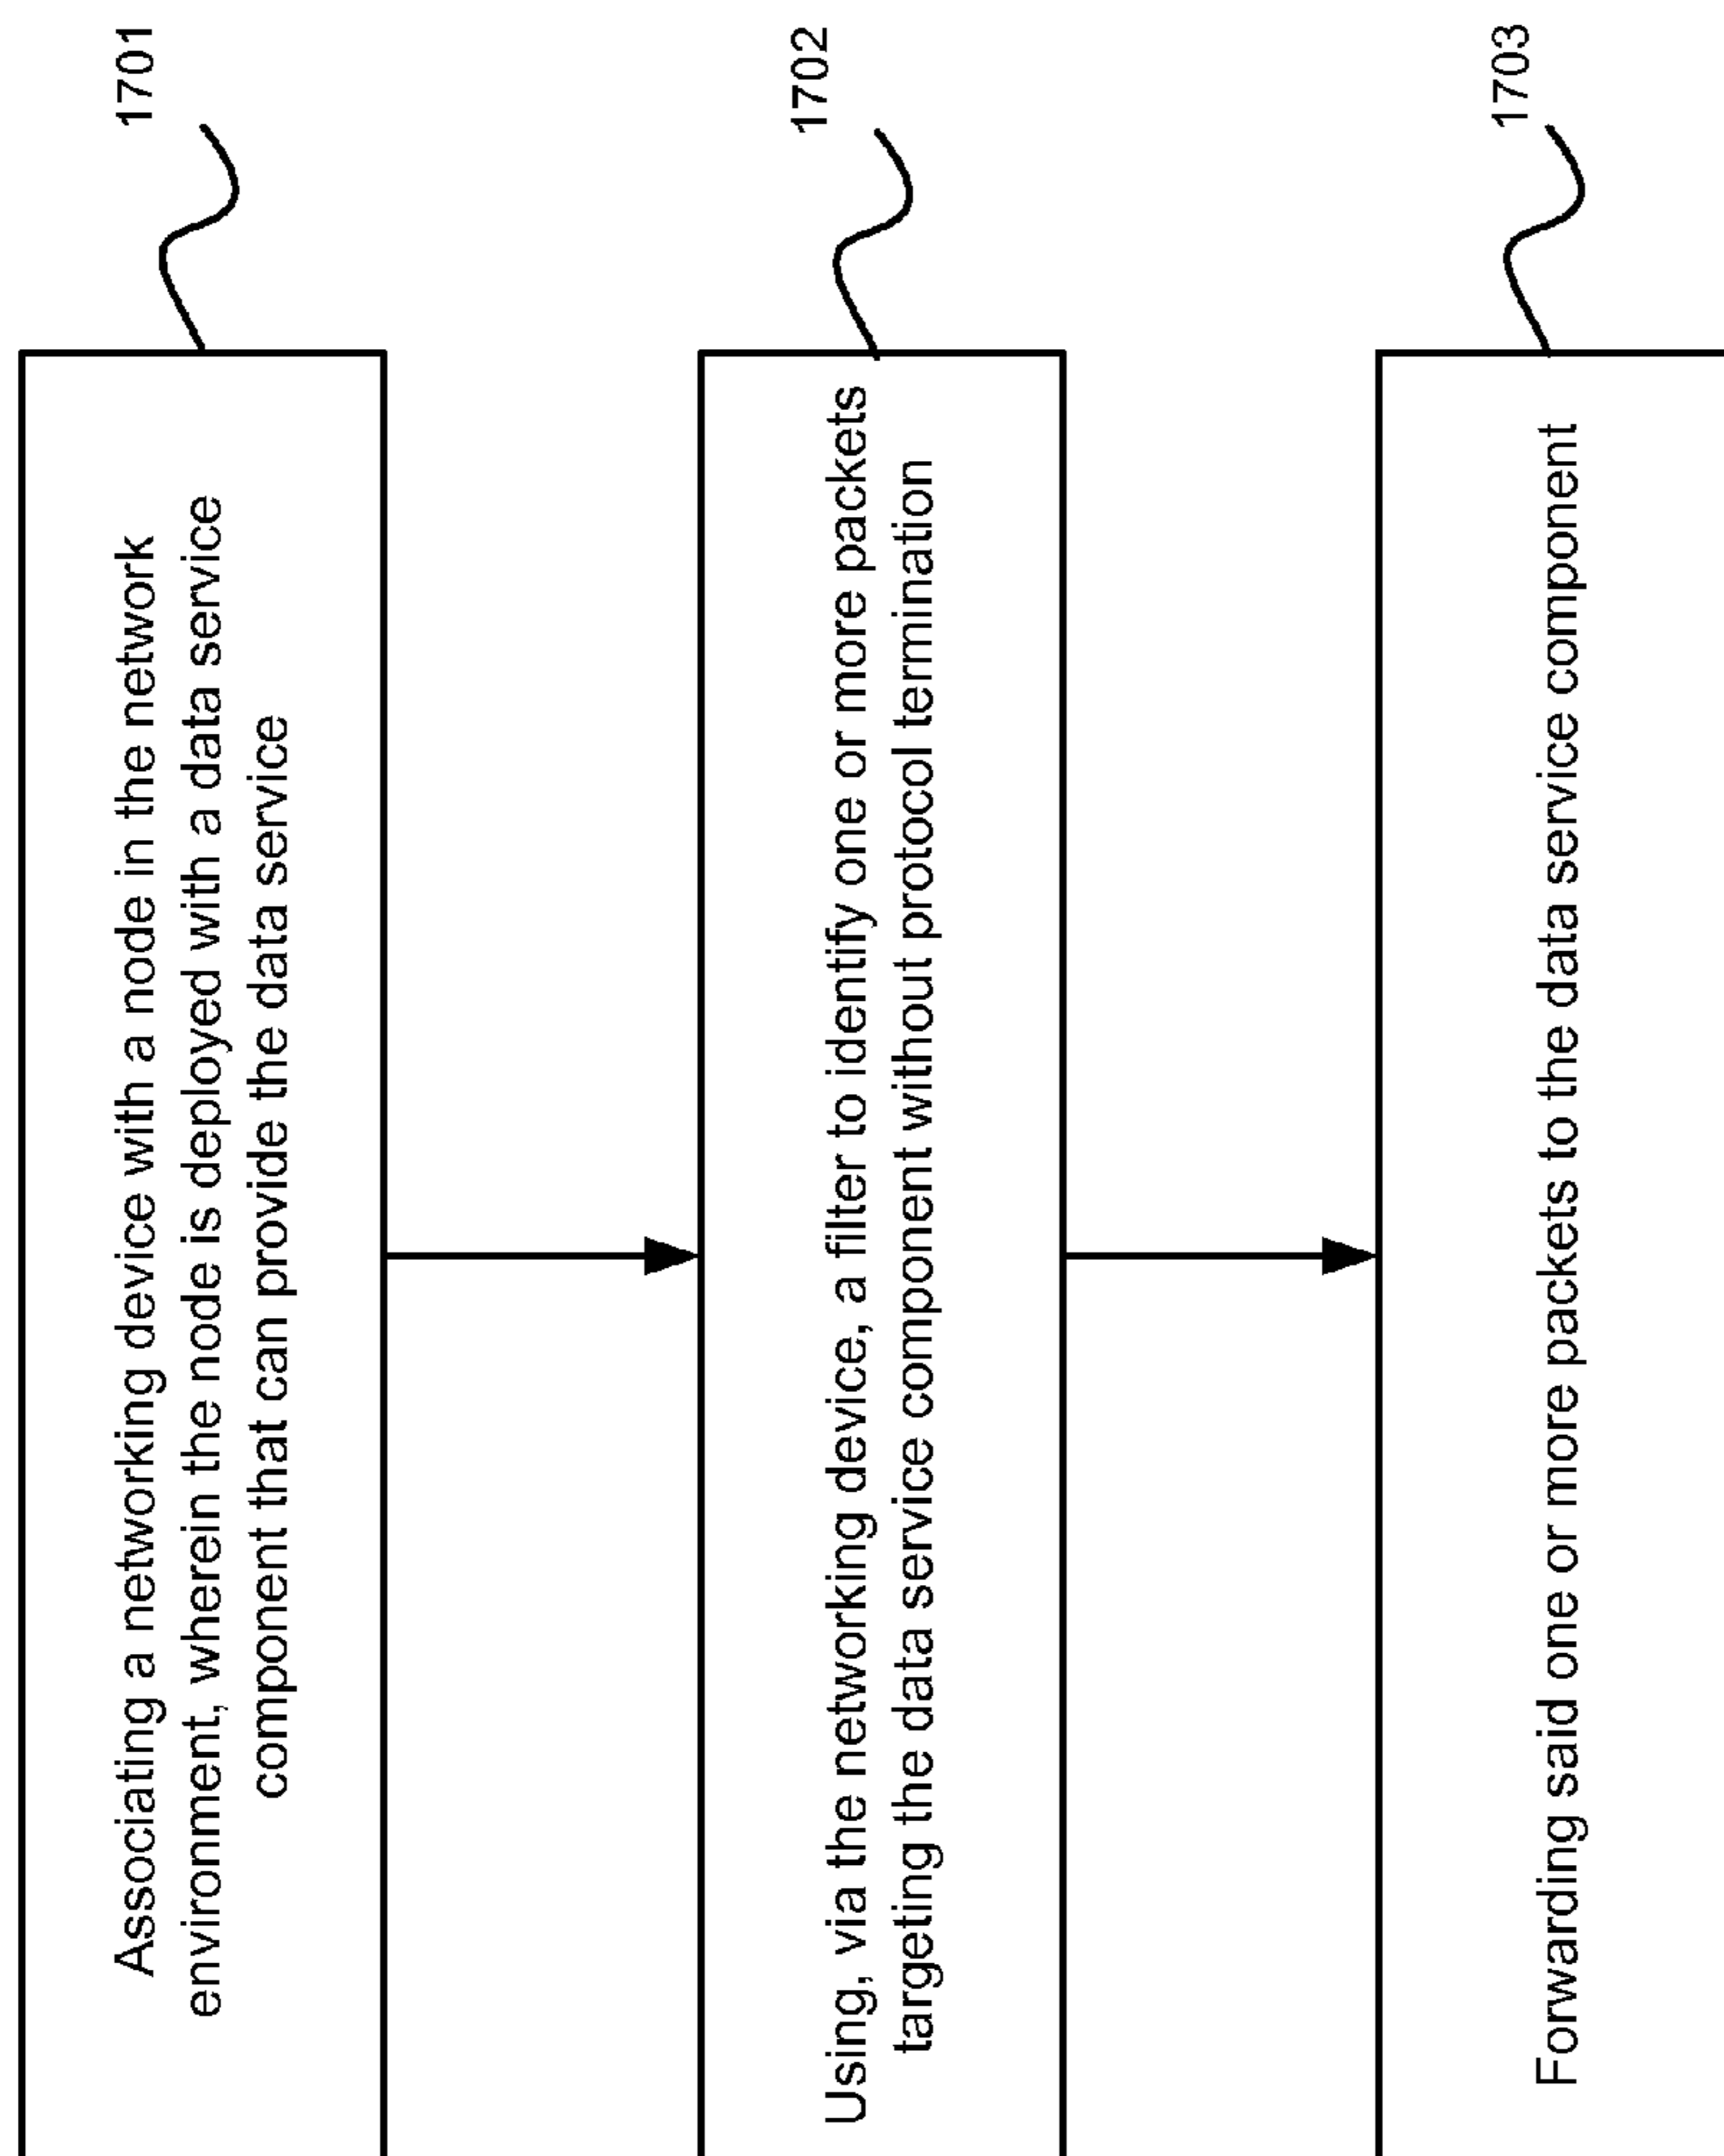 1701
Associating a networking device with a node in the network
environment, wherein the node is deployed with a data service
component that can provide the data service
1702
Using, via the networking device, a filter to identify one or more packets
targeting the data service component without protocol termination
1703
Forwarding said one or more packets to the data service component